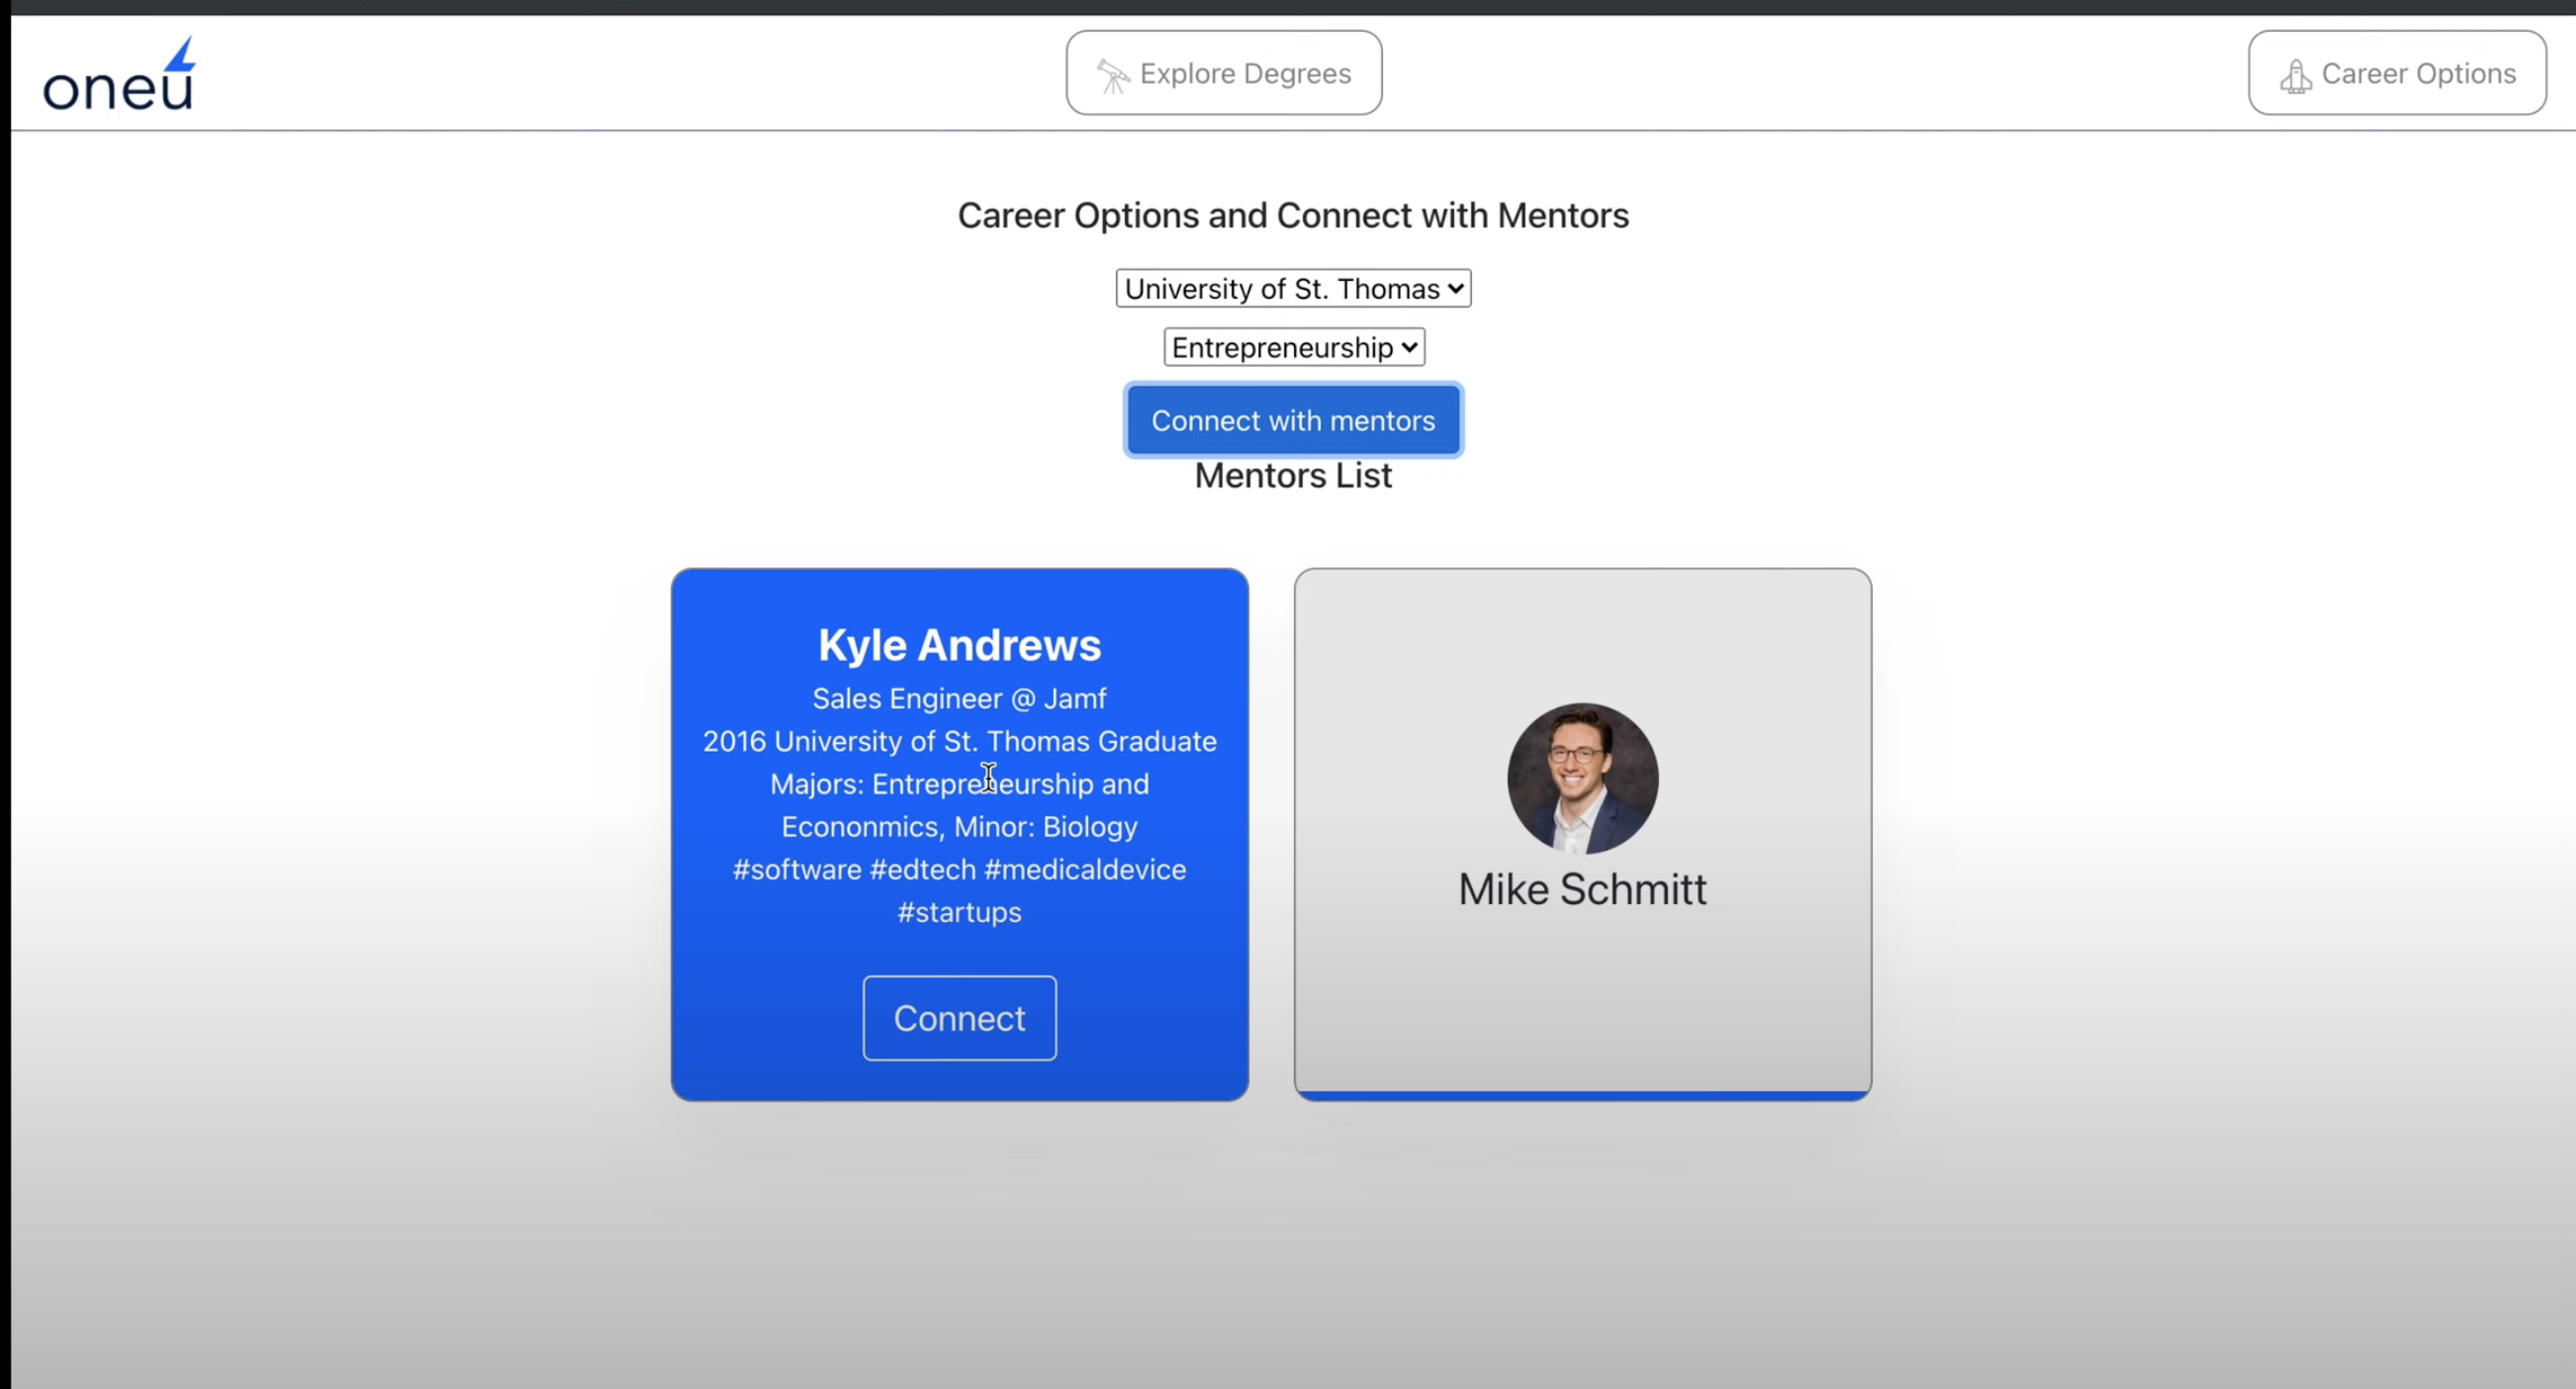 oneu
Explore Degrees
Career Options
Career Options and Connect with Mentors
University of St. Thomas
Entrepreneurship
Connect with mentors
Mentors List
Kyle Andrews
Sales Engineer @ Jamf
2016 University of St. Thomas Graduate
Majors: Entrepreneurship and
Econonmics, Minor: Biology
#software #edtech #medicaldevice
#startups
Connect
Mike Schmitt